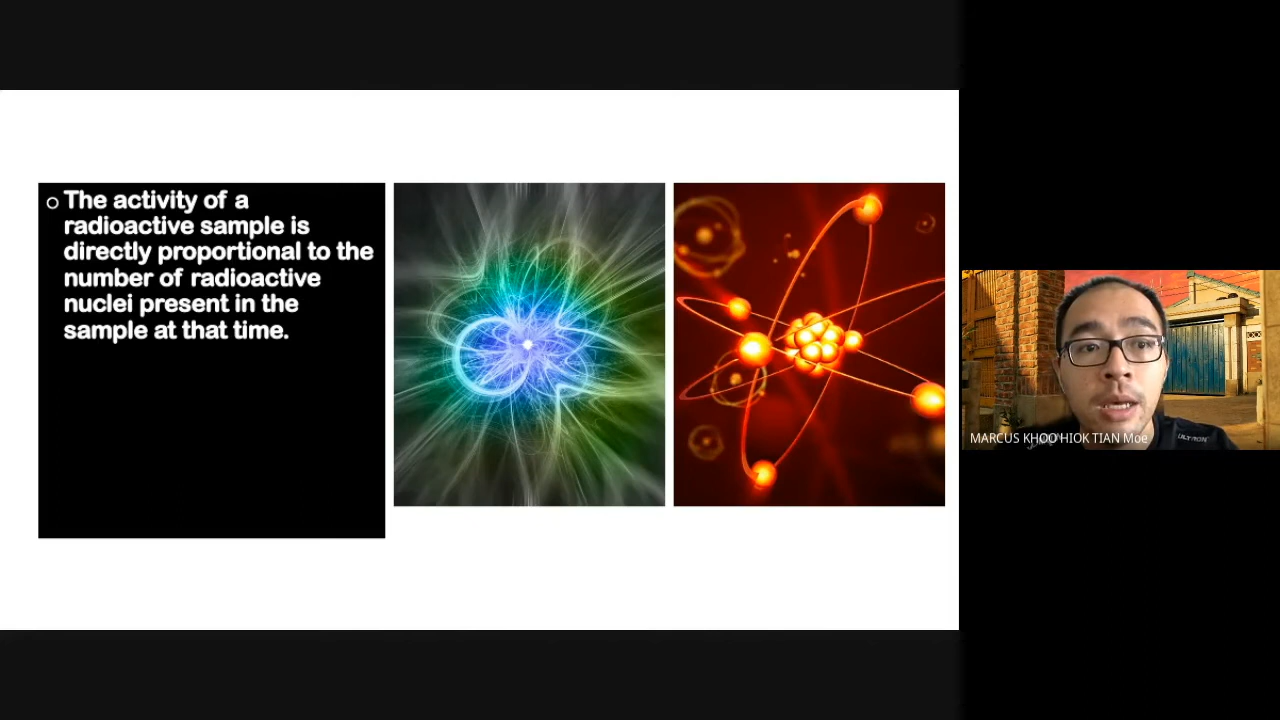 The activity of a
radioactive sample is
directly proportional to the
number of radioactive
nuclei present in the
sample at that time.
MARCUS KHOO HIOK TIAN Moe
ULTRON